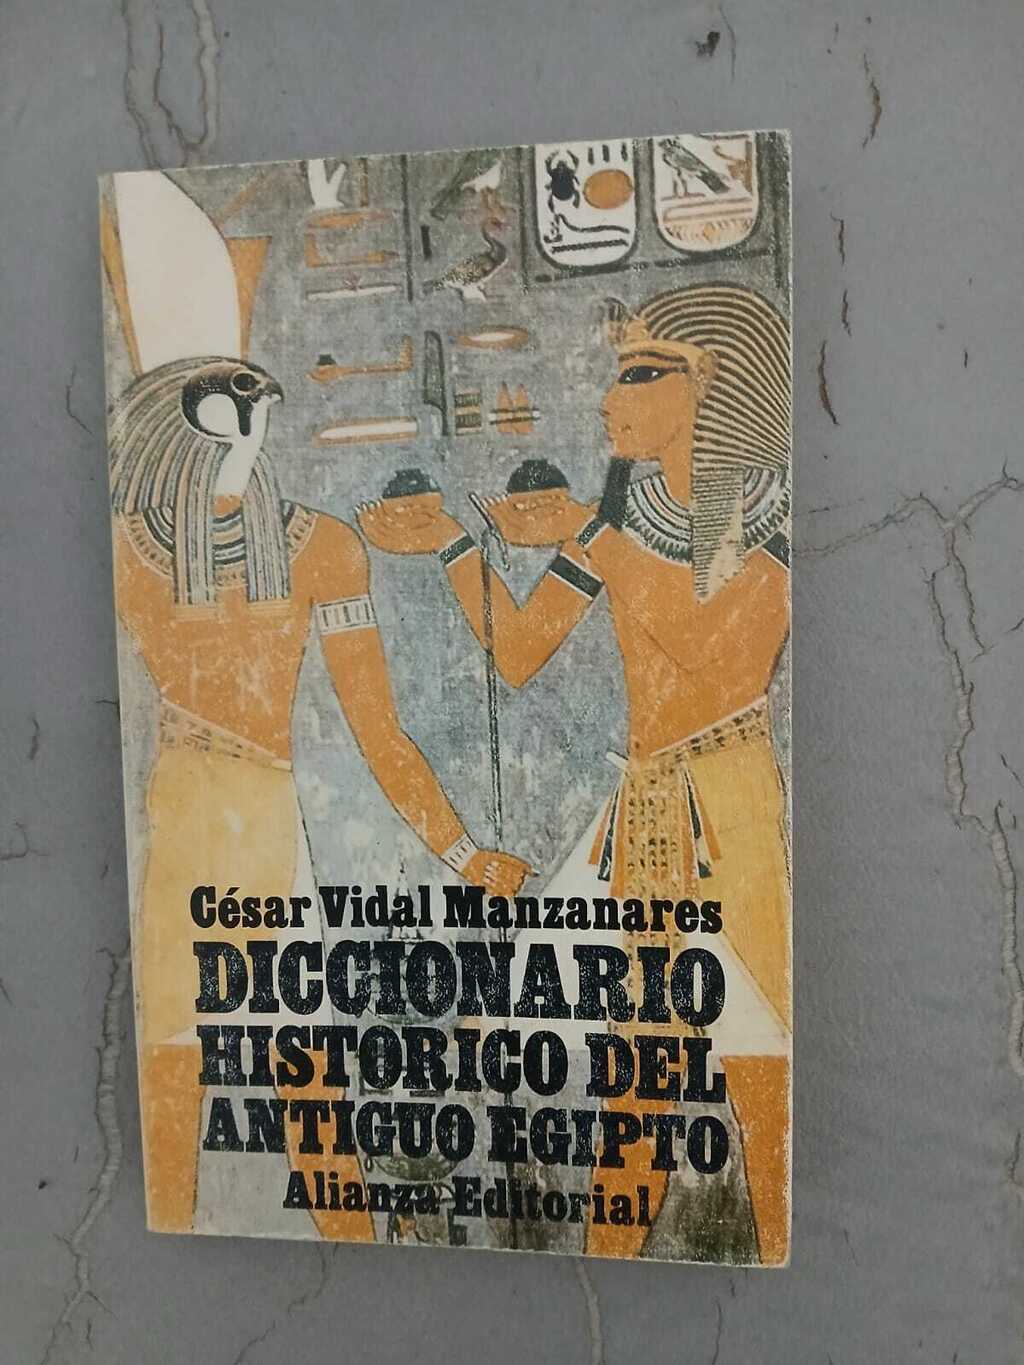 César Vidal Manzanares
DICCIONARIO
HISTORICO DEL
ANTIGUO EGIPTO
Alianza Editorial